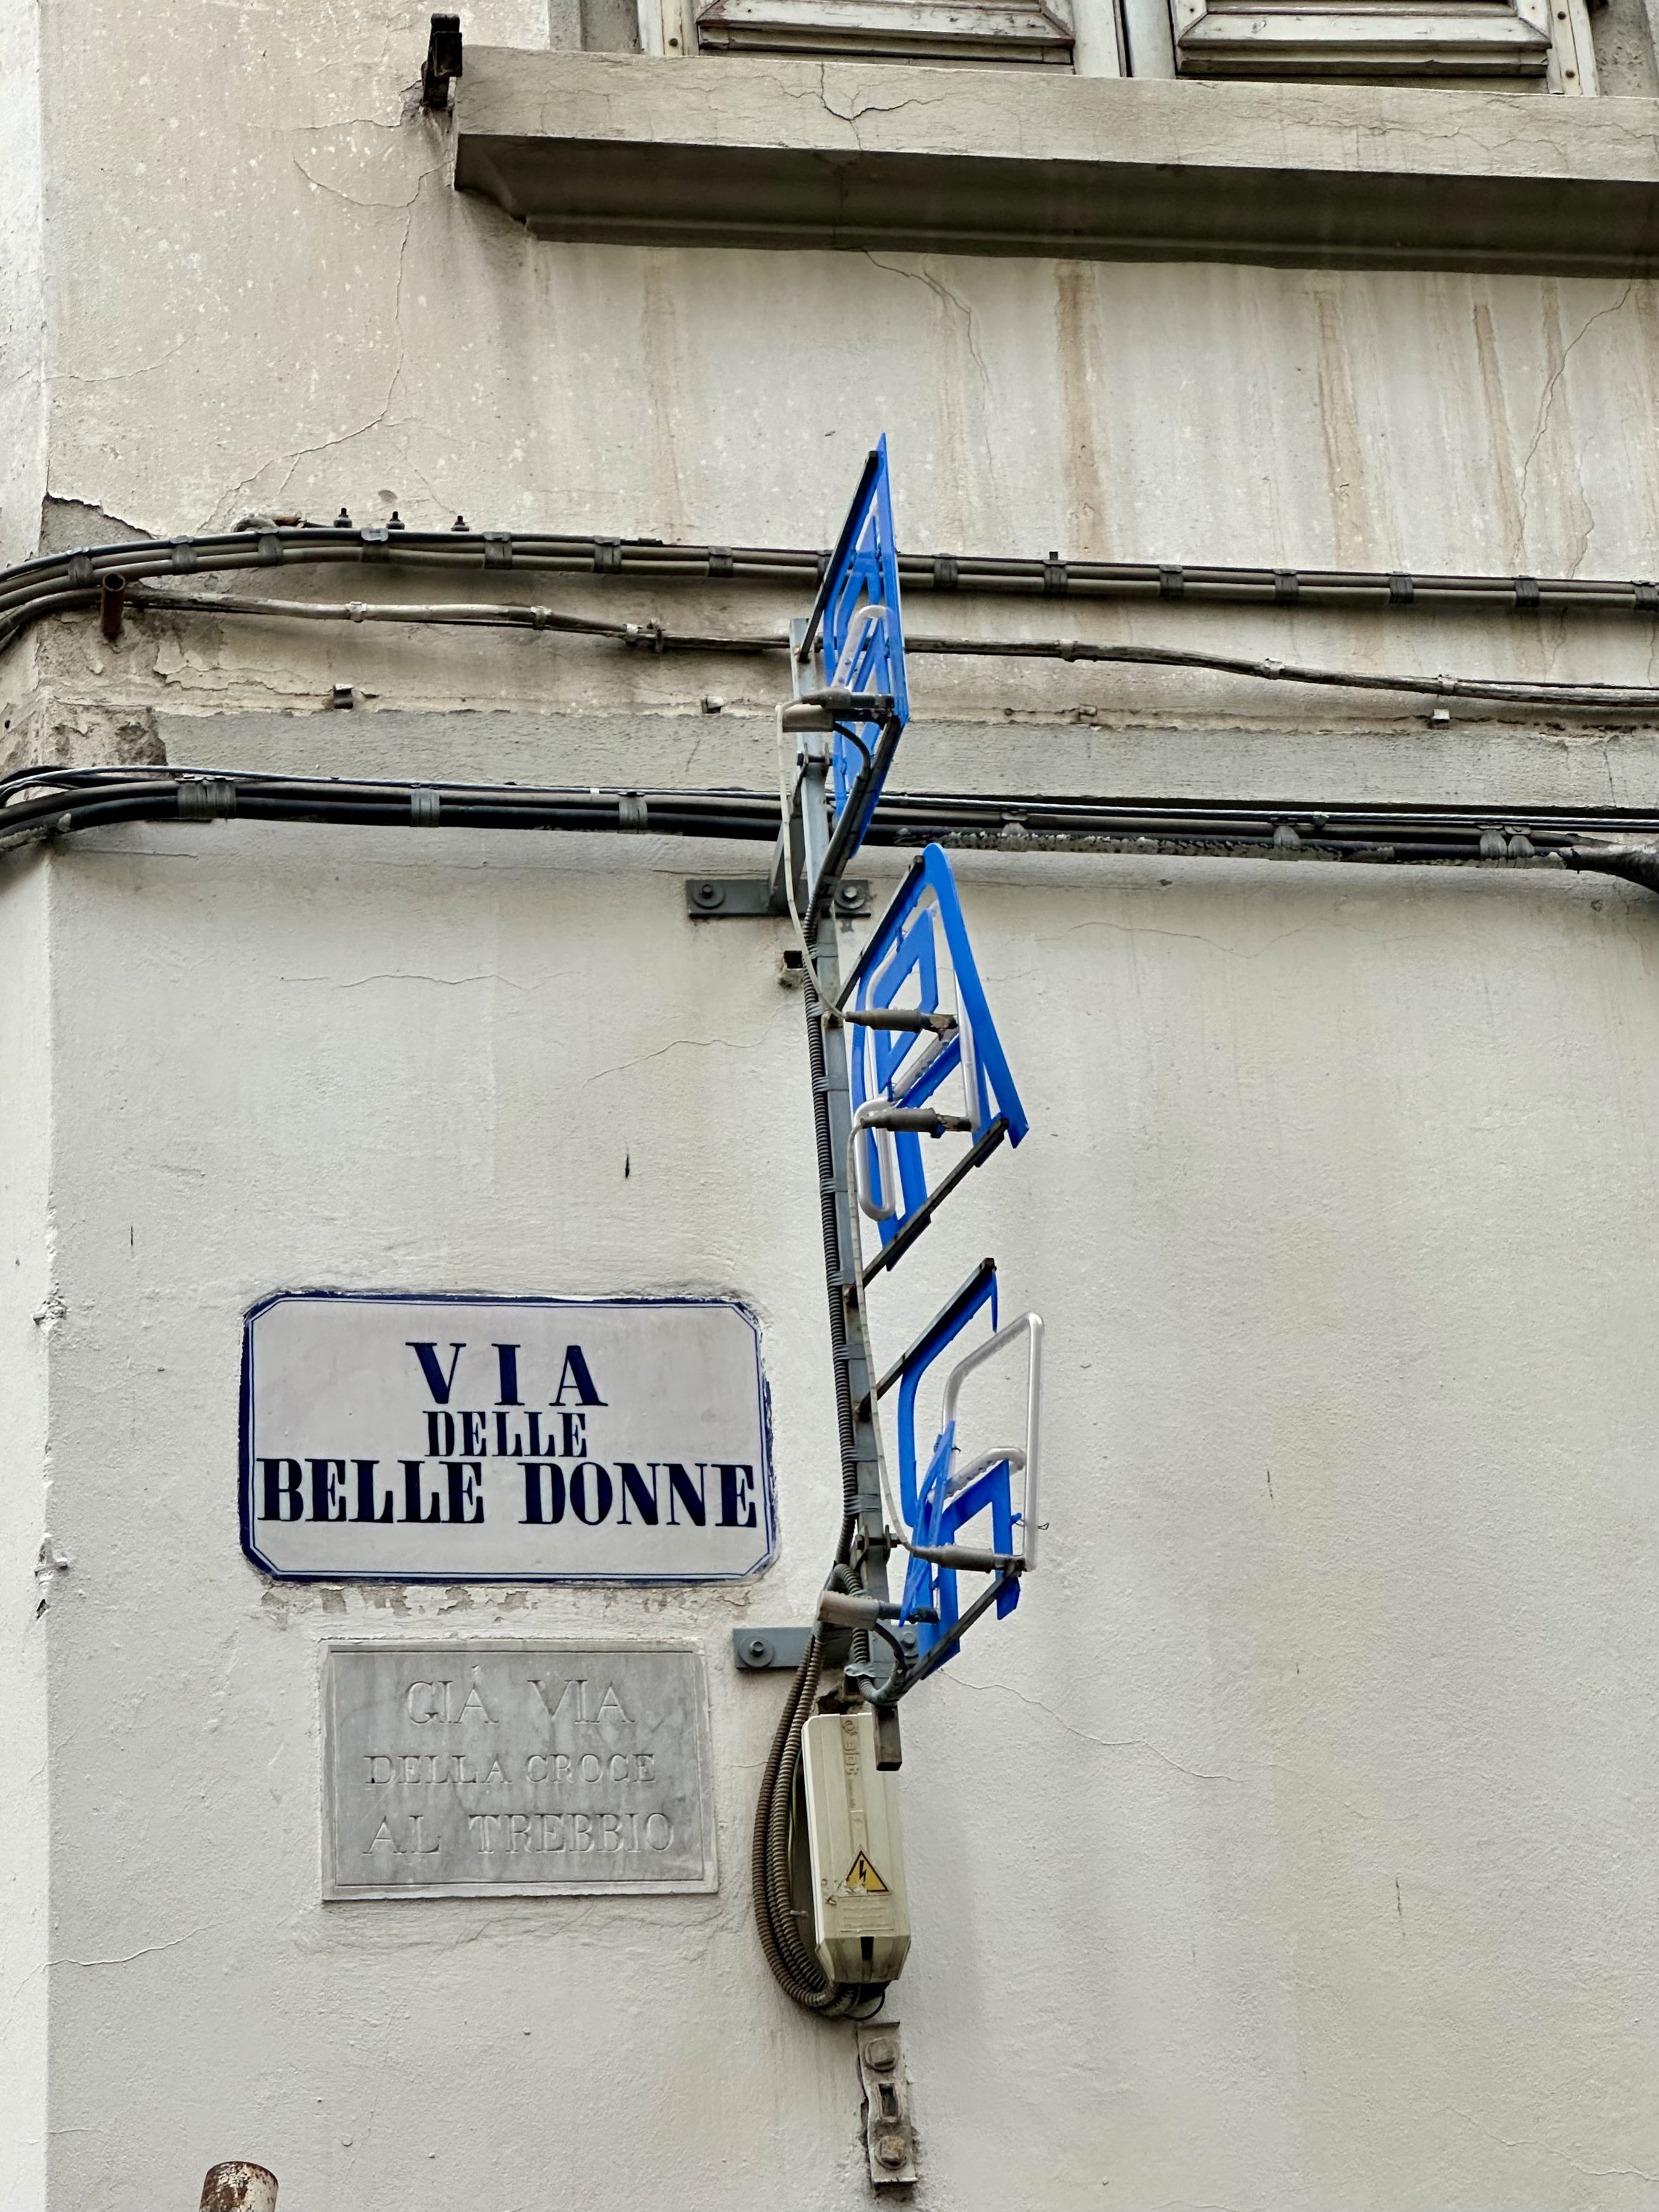 VIA
DELLE
BELLE DONNE
GIÁ VIA
DELLA CROCE
AL TREBBIO